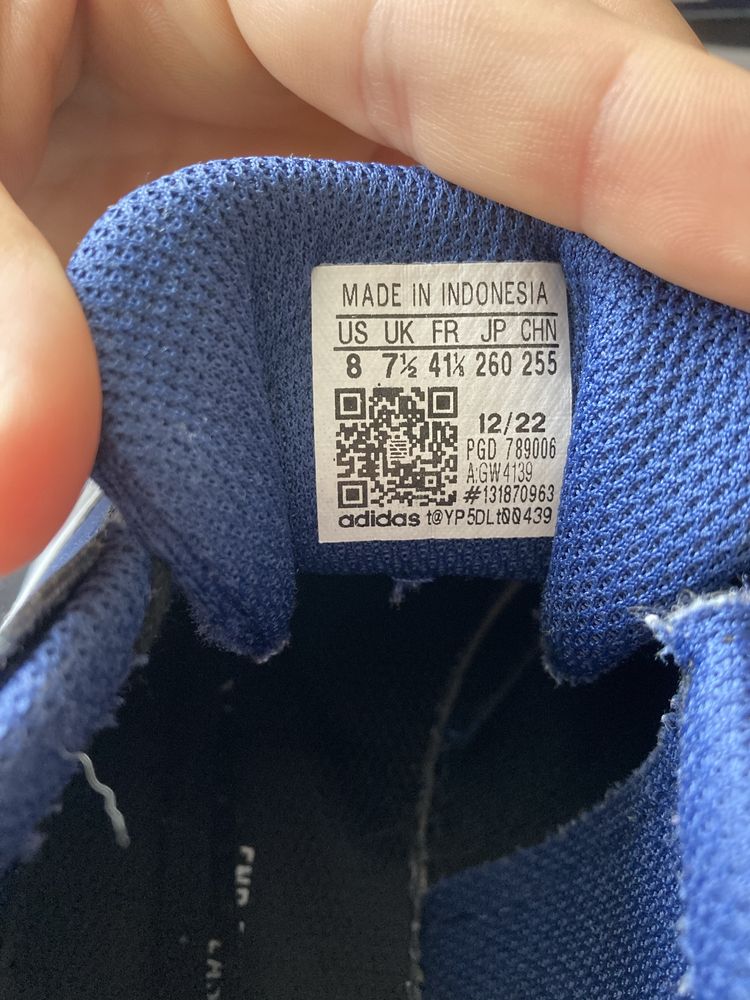 MADE IN INDONESIA
US UK FR JP CHN
8 7½ 41⅓ 260 255
12/22
PGD 789006
A:GW4139
#131870963
adidas t@YP5DLt00439